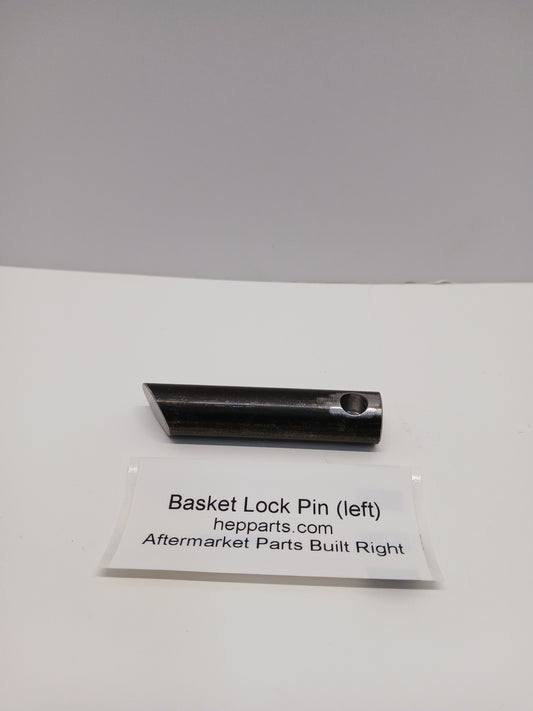 Basket Lock Pin (left)
hepparts.com
Aftermarket Parts Built Right